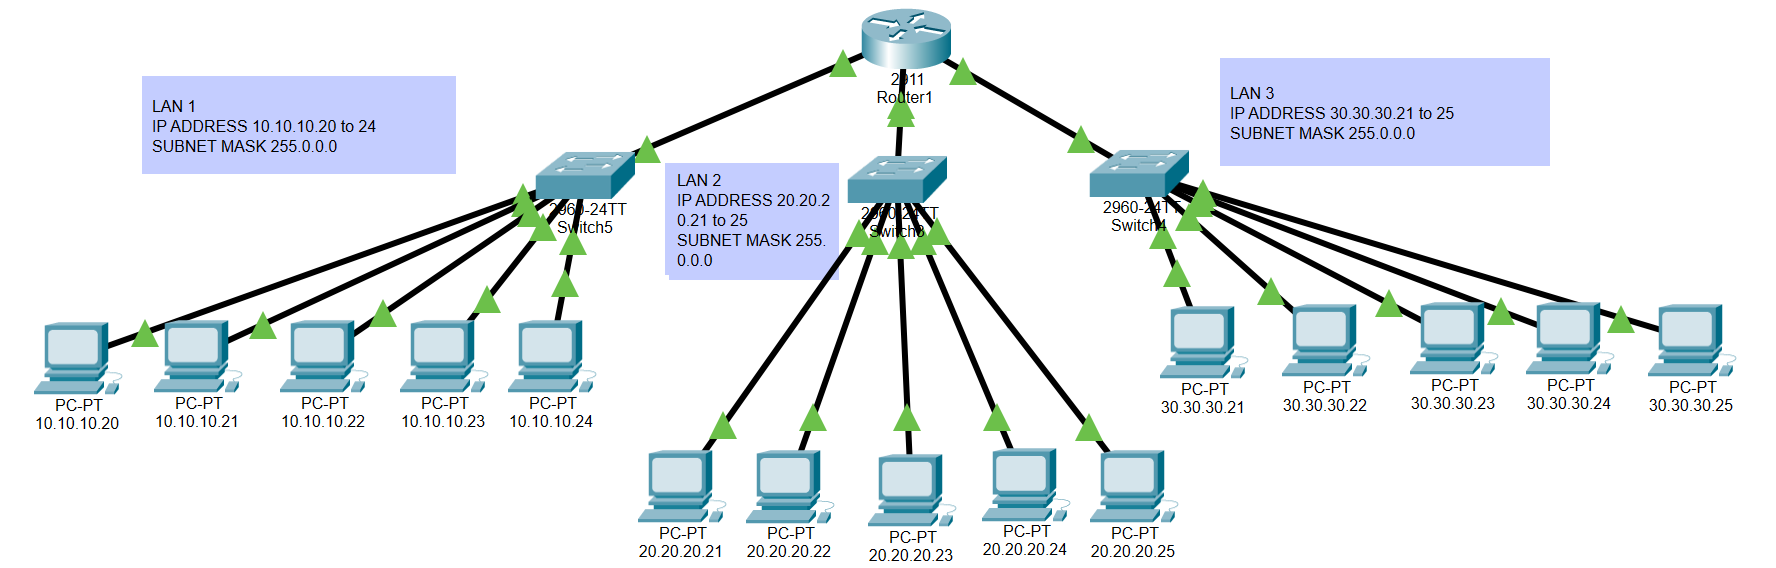 2911
Router1
LAN 1
IP ADDRESS 10.10.10.20 to 24
SUBNET MASK 255.0.0.0
LAN 3
IP ADDRESS 30.30.30.21 to 25
SUBNET MASK 255.0.0.0
LAN 2
IP ADDRESS 20.20.2
0.21 to 25
SUBNET MASK 255.
0.0.0
2960-24TT
Switch5
2960-24TT
2960-24TT
Switch4
PC-PT
10.10.10.20
PC-PT
10.10.10.21
PC-PT
10.10.10.22
PC-PT
10.10.10.23
PC-PT
10.10.10.24
PC-PT
30.30.30.21
PC-PT
30.30.30.22
PC-PT
30.30.30.23
PC-PT
30.30.30.24
PC-PT
30.30.30.25
PC-PT
20.20.20.21
PC-PT
20.20.20.22
PC-PT
20.20.20.23
PC-PT
20.20.20.24
PC-PT
20.20.20.25